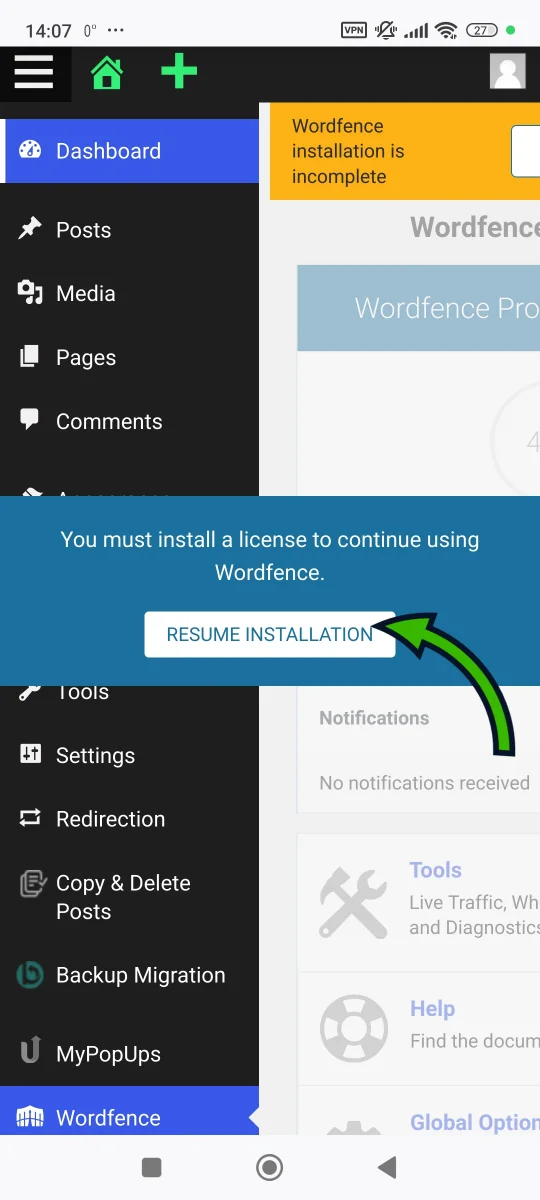 14:07 0° ···
VPN 27
Wordfence
installation is
incomplete
Dashboard
Wordfence
Posts
Media
Wordfence Pro
Pages
Comments
4
You must install a license to continue using
Wordfence.
RESUME INSTALLATION
Tools
Notifications
Settings
No notifications received
Redirection
Copy & Delete
Posts
Tools
Live Traffic, Wh
and Diagnostics
Backup Migration
Help
Find the docum
MyPopUps
Wordfence
Global Option